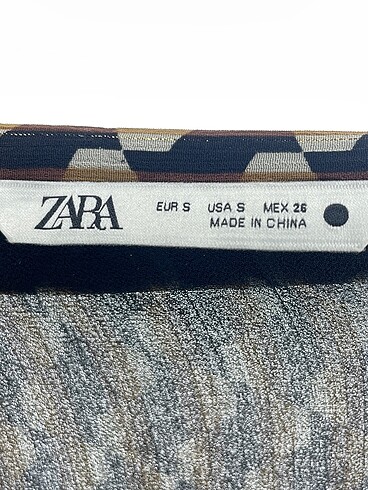 ZARA
EUR S USA S MEX 26
MADE IN CHINA